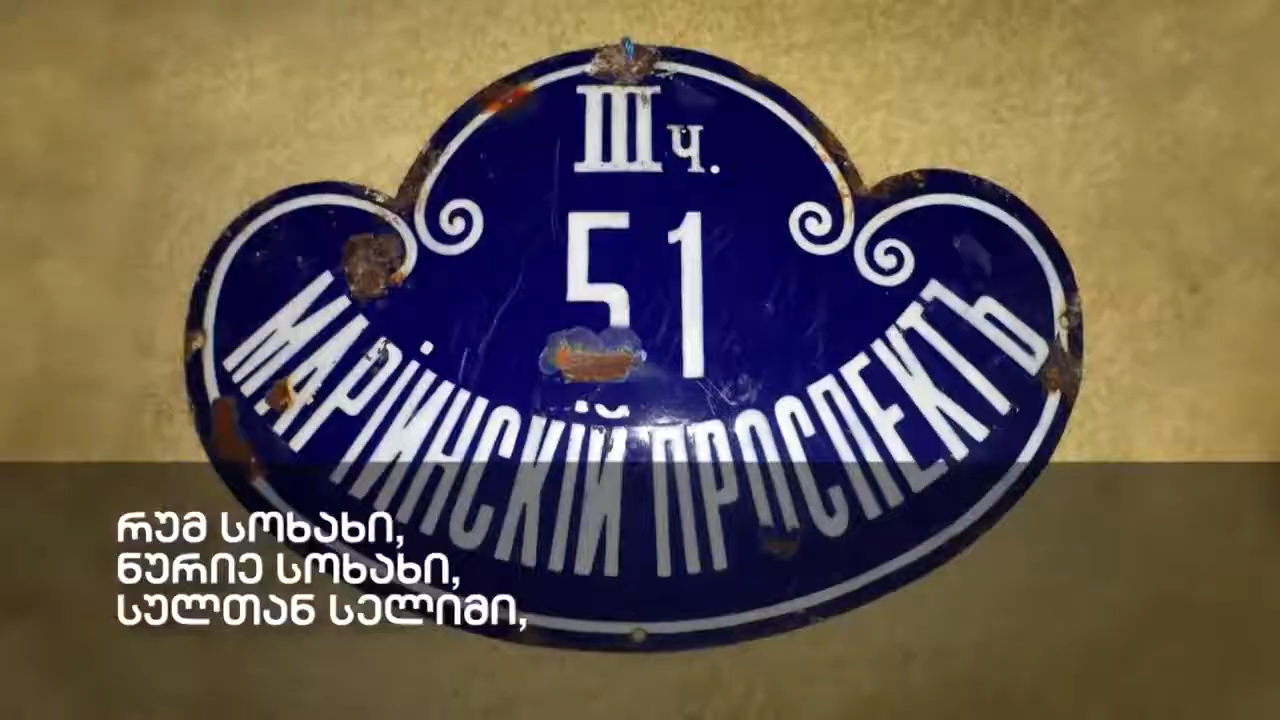 III ч.
51
МАРІИНСКІЙ ПРОСПЕКТЪ
რუმ სოხახი,
ნურიე სოხახი,
სულთან სელიმი,